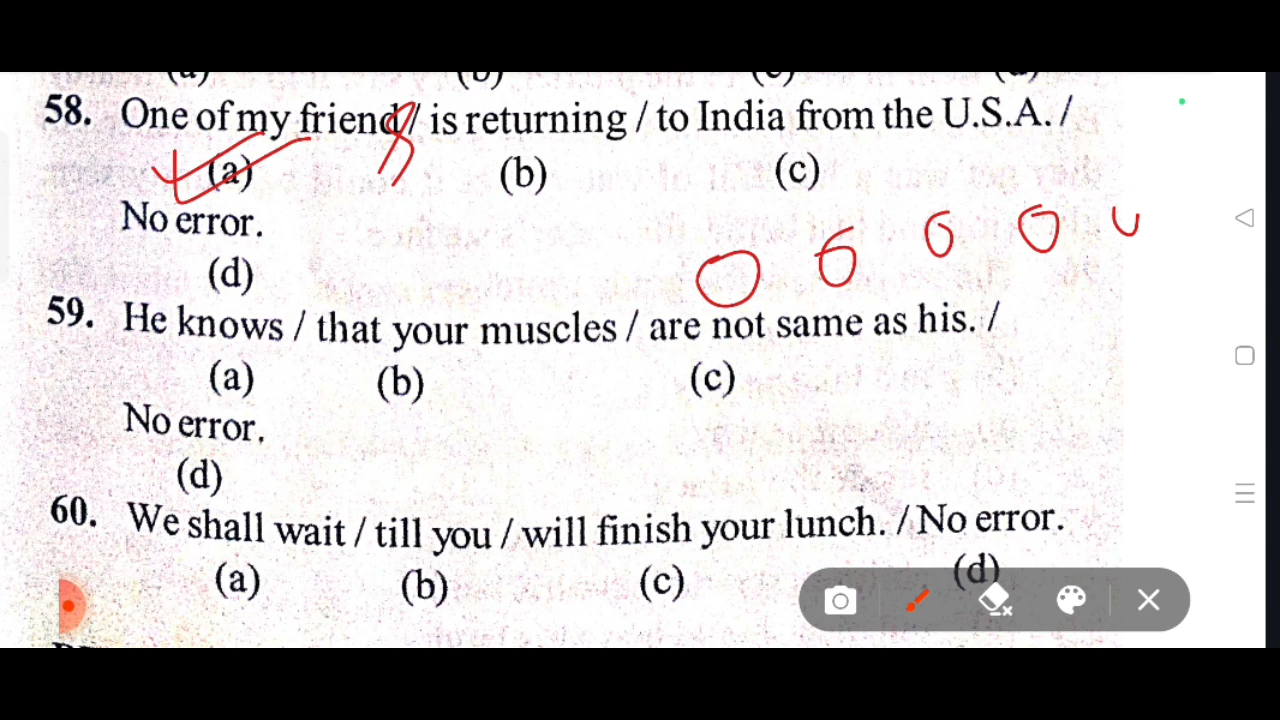 (a) (b) (c) (d)
58. One of my friend / is returning / to India from the U.S.A. /
(a) (b) (c)
No error.
(d)
59. He knows / that your muscles / are not same as his. /
(a) (b) (c)
No error.
(d)
60. We shall wait / till you / will finish your lunch. / No error.
(a) (b) (c) (d)